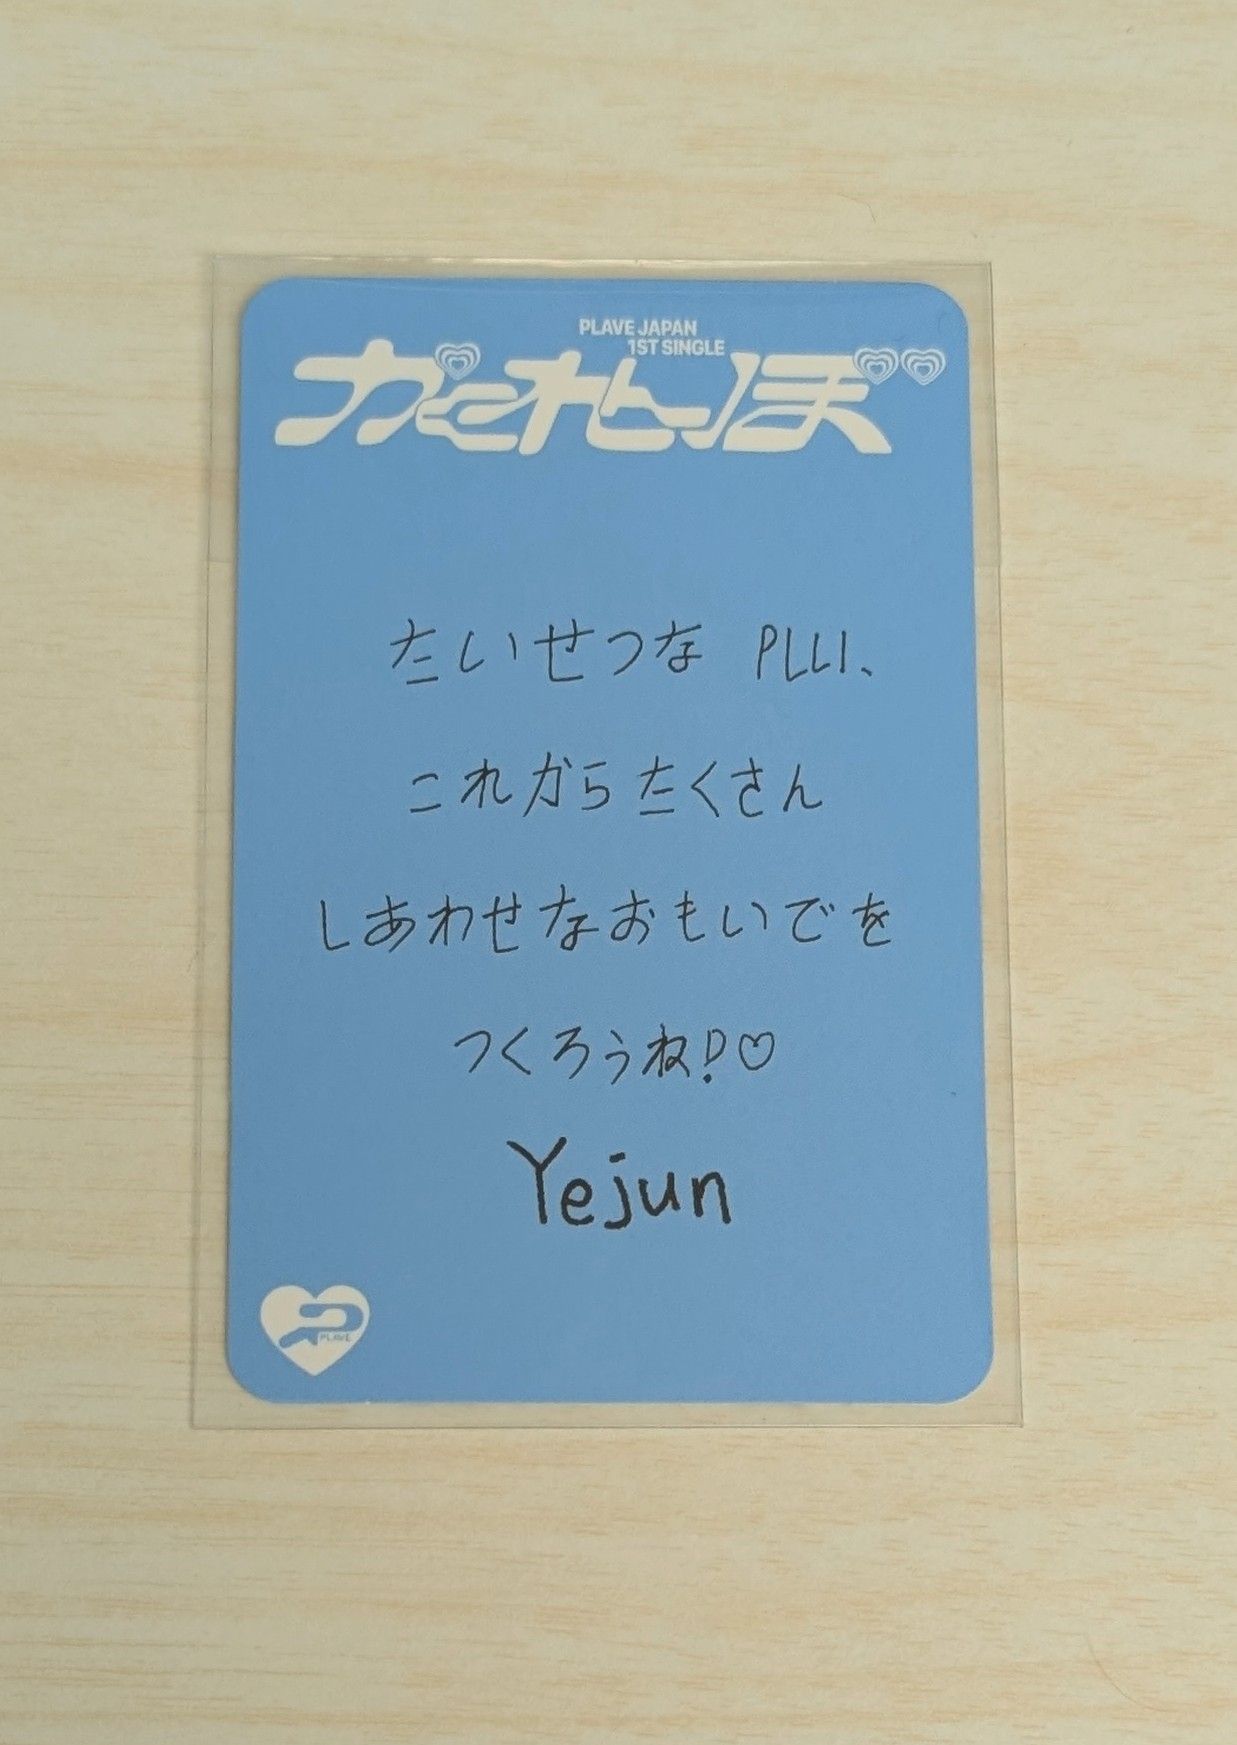 PLAVE JAPAN
1ST SINGLE
かくれんぼ
たいせつな PLLI、
これからたくさん
しあわせなおもいでを
つくろうね!♡
Yejun
PLAVE